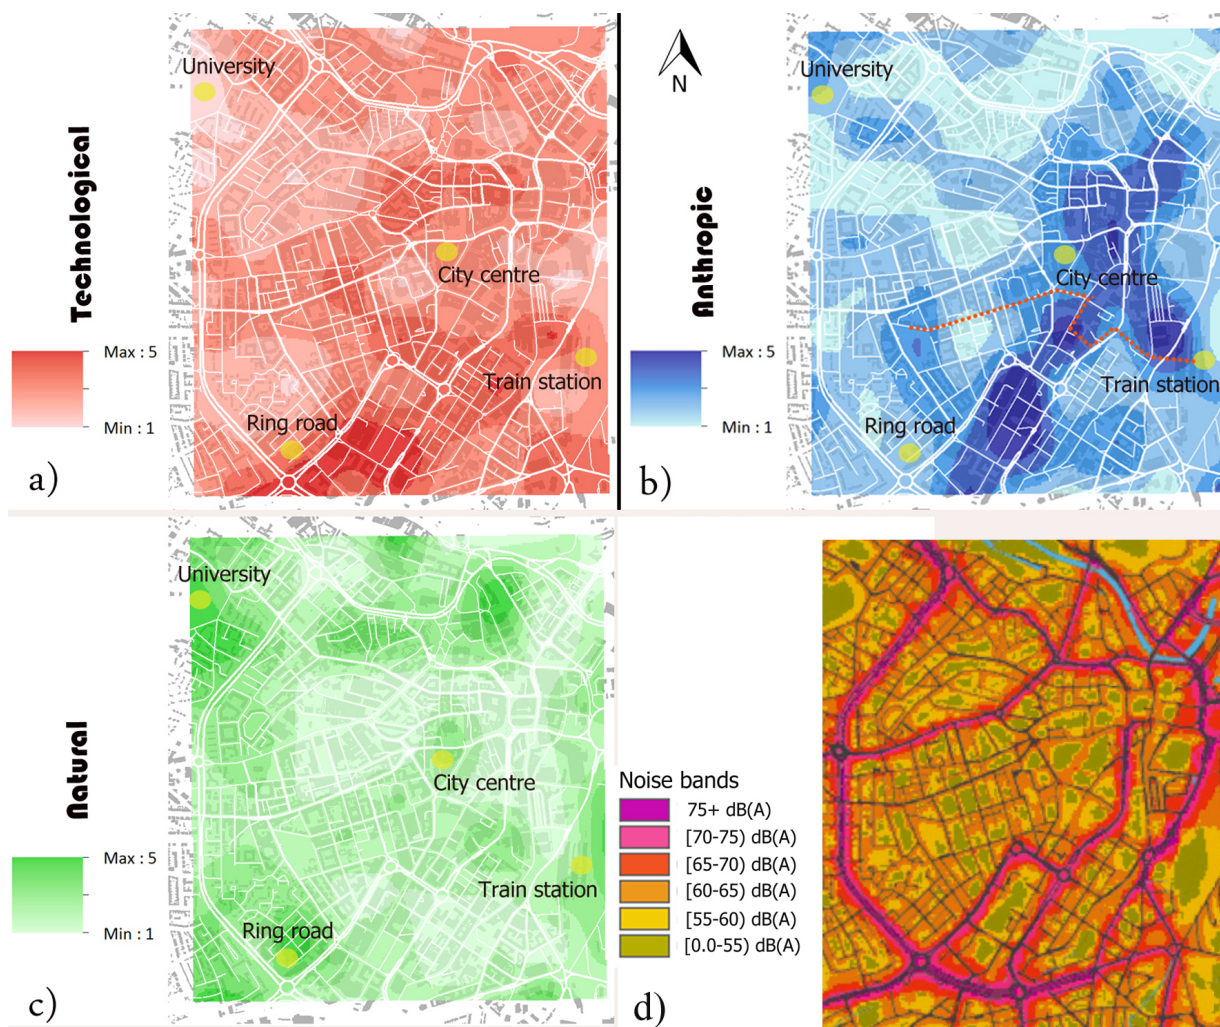 University
Technological
City centre
Train station
Ring road
Max : 5
Min : 1
a)
N
University
Anthropic
City centre
Train station
Ring road
Max : 5
Min : 1
b)
University
Natural
City centre
Train station
Ring road
Max : 5
Min : 1
c)
Noise bands
75+ dB(A)
[70-75) dB(A)
[65-70) dB(A)
[60-65) dB(A)
[55-60) dB(A)
[0.0-55) dB(A)
d)